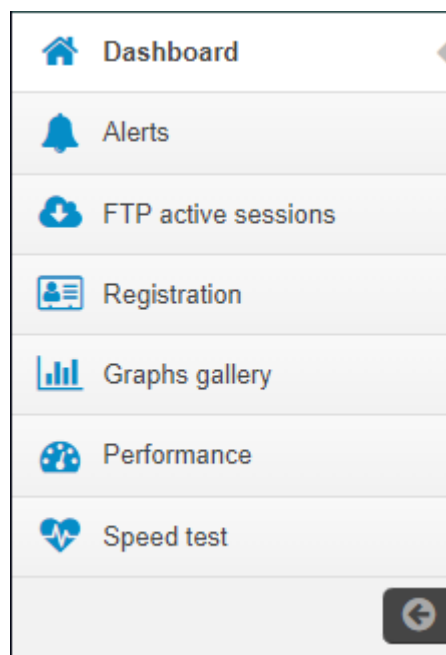 Dashboard
Alerts
FTP active sessions
Registration
Graphs gallery
Performance
Speed test